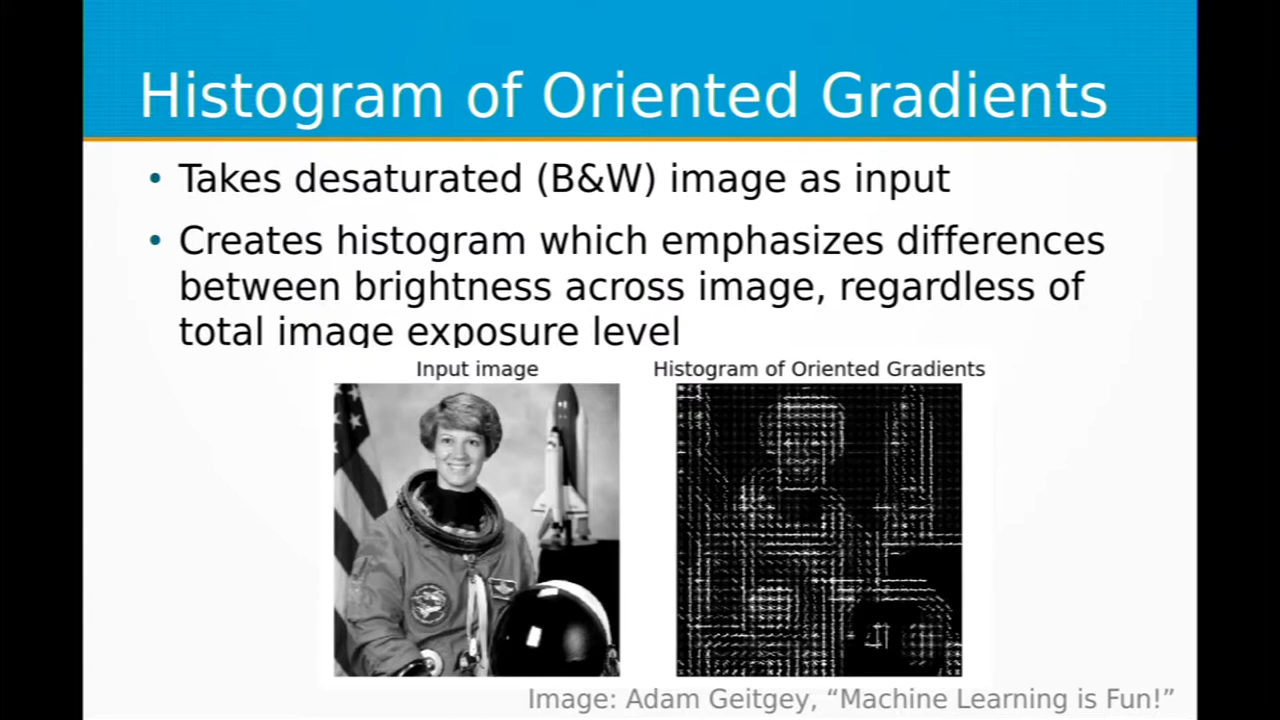 Histogram of Oriented Gradients
• Takes desaturated (B&W) image as input
• Creates histogram which emphasizes differences
between brightness across image, regardless of
total image exposure level
Input image
Histogram of Oriented Gradients
Image: Adam Geitgey, “Machine Learning is Fun!”